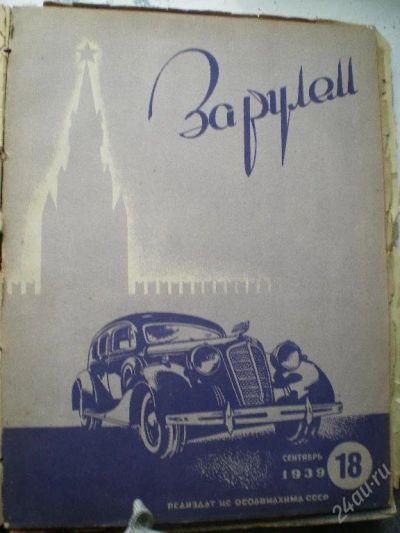 За рулем
СЕНТЯБРЬ
1939
18
РЕДИЗДАТ ЦС ОСОАВИАХИМА СССР
24au.ru